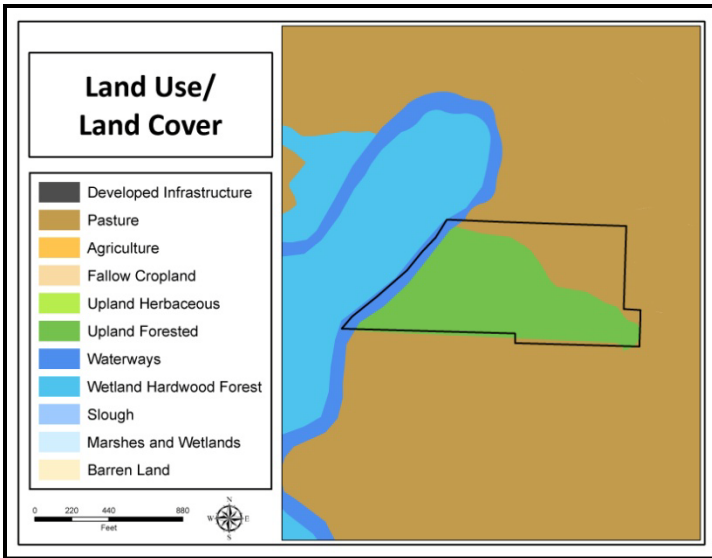 Land Use/
Land Cover
Developed Infrastructure
Pasture
Agriculture
Fallow Cropland
Upland Herbaceous
Upland Forested
Waterways
Wetland Hardwood Forest
Slough
Marshes and Wetlands
Barren Land
0 220 440 880
Feet
N
W E
S